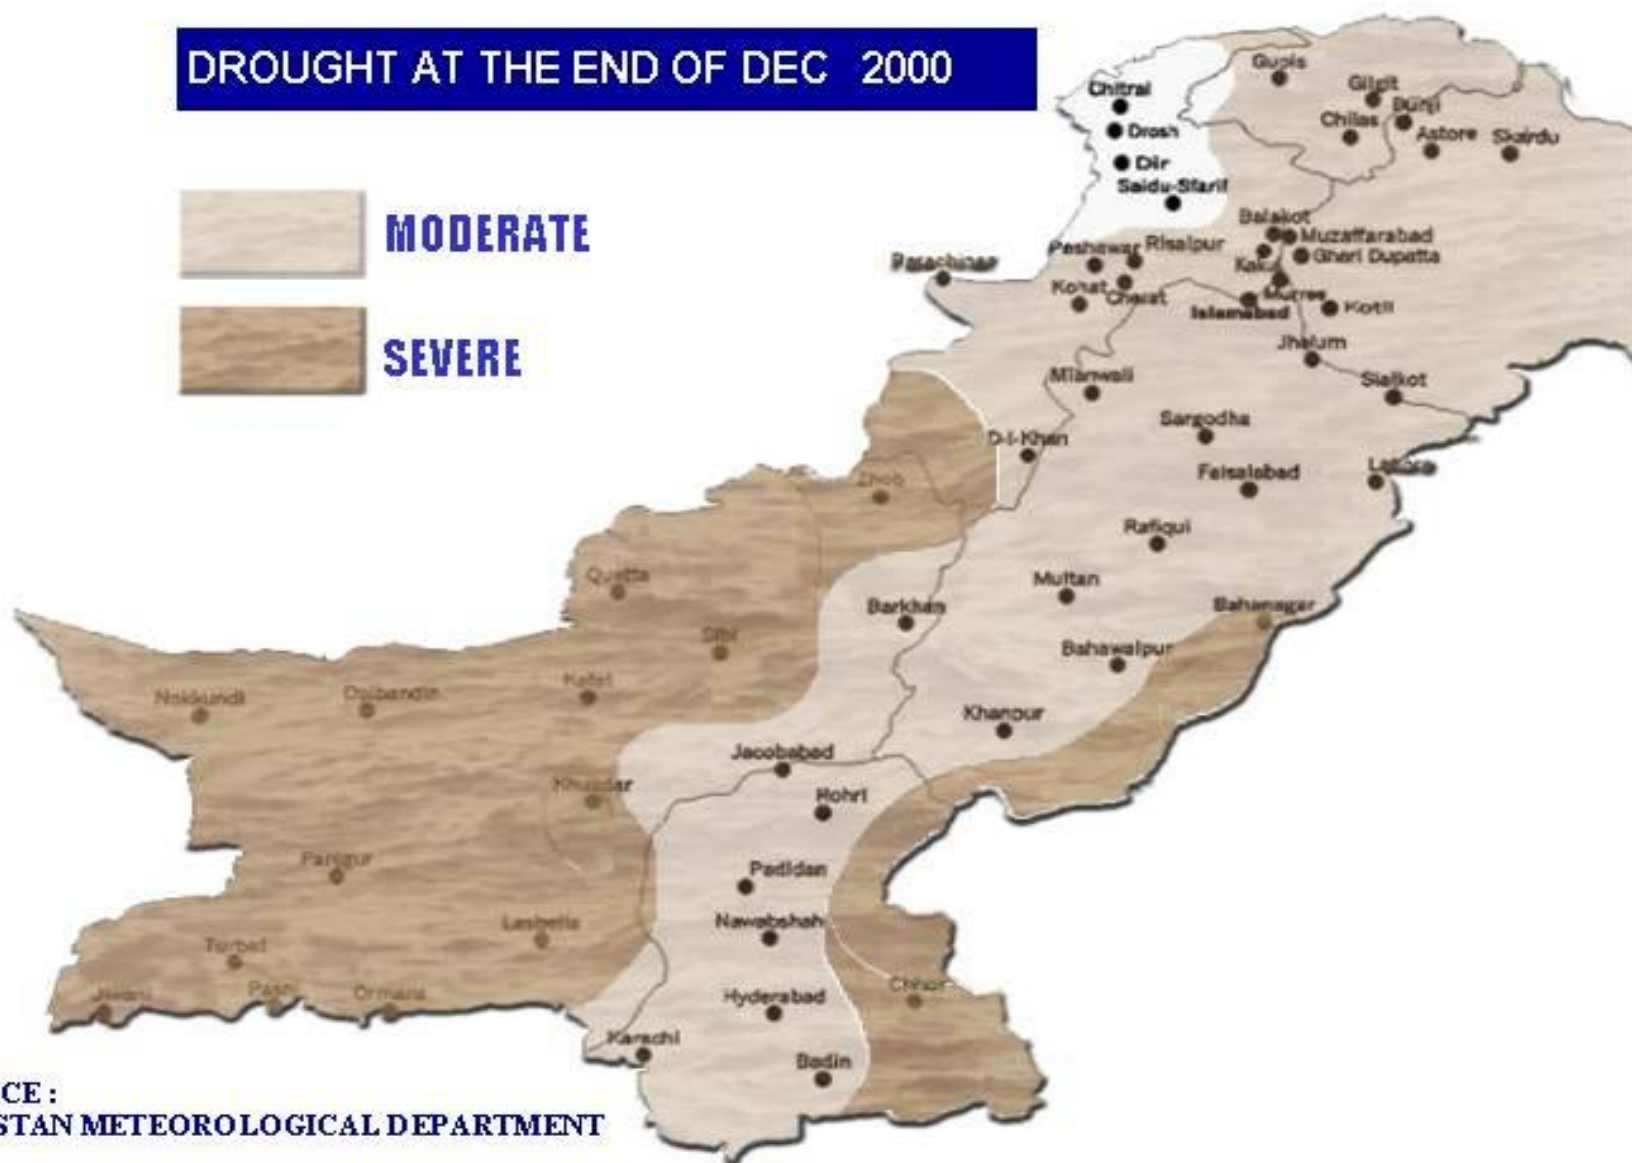 DROUGHT AT THE END OF DEC 2000
MODERATE
SEVERE
Gupis
Chitral
Gilgit
Bunji
Drosh
Chilas
Astore
Skardu
Dir
Saidu-Sfarif
Balakot
Muzaffarabad
Peshawar
Risalpur
Ghari Dupatta
Parachinar
Kakul
Kohat
Cherat
Murree
Islamabad
Kotli
Jhelum
Mianwali
Sialkot
Sargodha
D-I-Khan
Lahore
Faisalabad
Zhob
Rafiqui
Quetta
Multan
Barkhan
Bahanager
Sibi
Bahawalpur
Kalat
Nokkundi
Dalbandin
Khanpur
Jacobabad
Khuzdar
Rohri
Panjgur
Padidan
Lasbella
Nawabshah
Turbat
Jiwani
Pasni
Ormara
Hyderabad
Chhor
Karachi
Badin
CE :
STAN METEOROLOGICAL DEPARTMENT